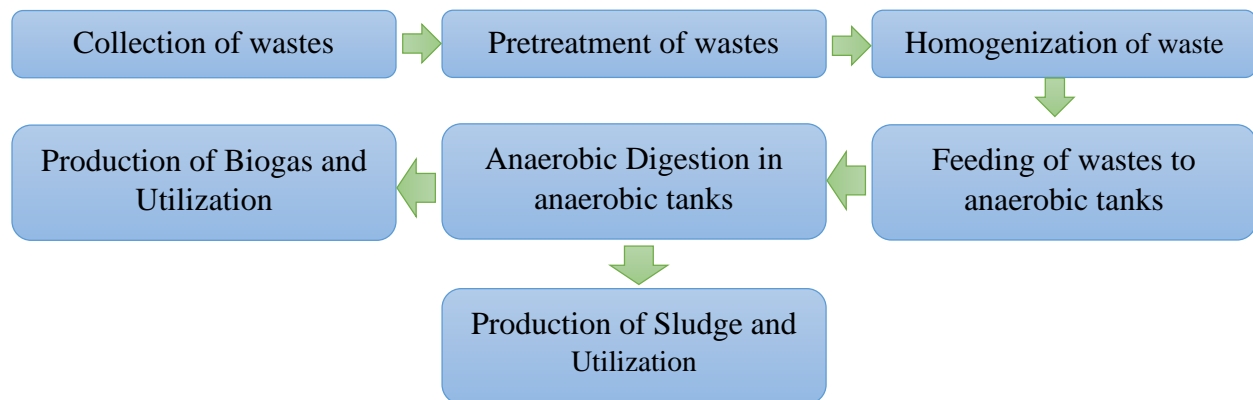 Collection of wastes
Pretreatment of wastes
Homogenization of waste
Feeding of wastes to
anaerobic tanks
Anaerobic Digestion in
anaerobic tanks
Production of Biogas and
Utilization
Production of Sludge and
Utilization